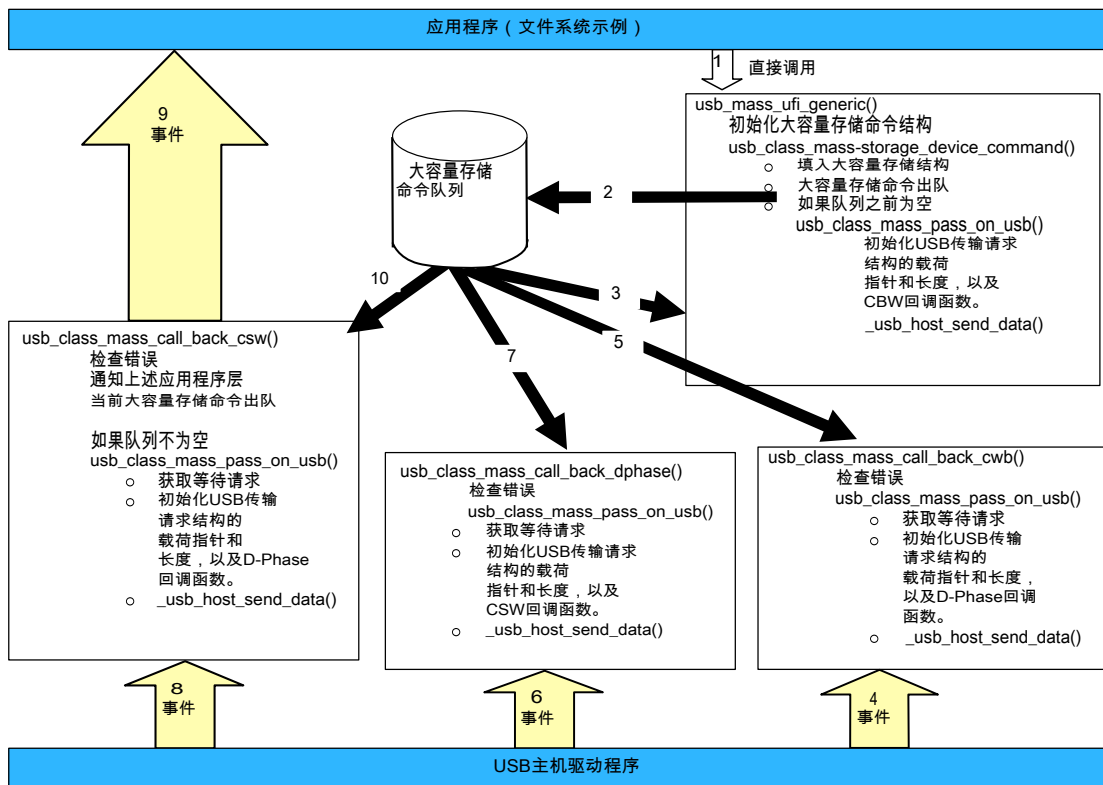 应用程序（文件系统示例）
1
直接调用
9
事件
usb_mass_ufi_generic()
初始化大容量存储命令结构
usb_class_mass-storage_device_command()
○ 填入大容量存储结构
○ 大容量存储命令出队
○ 如果队列之前为空
usb_class_mass_pass_on_usb()
初始化USB传输请求
结构的载荷
指针和长度，以及
CBW回调函数。
_usb_host_send_data()
大容量存储
命令队列
2
10
3
5
7
usb_class_mass_call_back_csw()
检查错误
通知上述应用程序层
当前大容量存储命令出队
如果队列不为空
usb_class_mass_pass_on_usb()
○ 获取等待请求
○ 初始化USB传输
请求结构的
载荷指针和
长度，以及D-Phase
回调函数。
○ _usb_host_send_data()
usb_class_mass_call_back_dphase()
检查错误
usb_class_mass_pass_on_usb()
○ 获取等待请求
○ 初始化USB传输请求
结构的载荷
指针和长度，以及
CSW回调函数。
○ _usb_host_send_data()
usb_class_mass_call_back_cwb()
检查错误
usb_class_mass_pass_on_usb()
○ 获取等待请求
○ 初始化USB传输
请求结构的
载荷指针和长度，
以及D-Phase回调
函数。
○ _usb_host_send_data()
8
事件
6
事件
4
事件
USB主机驱动程序